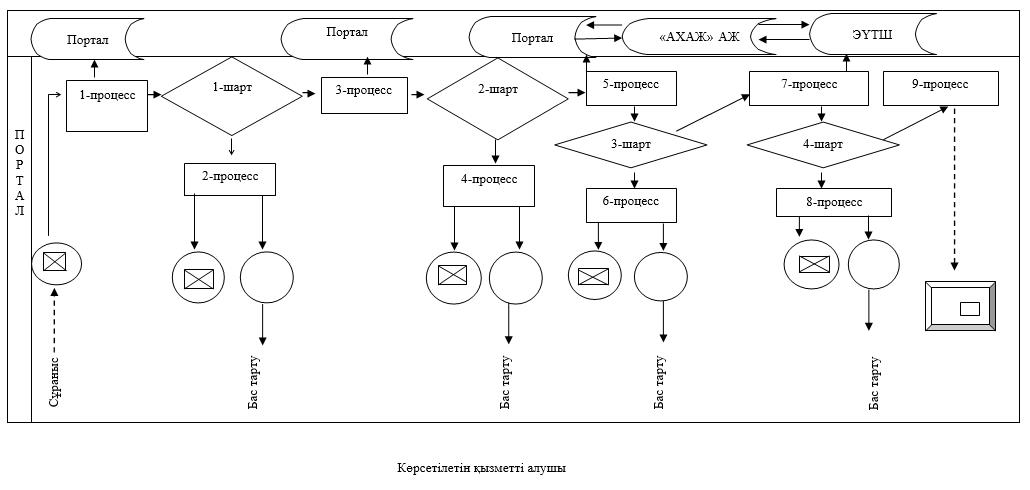 Портал
Портал
Портал
«АХАЖ» АЖ
ЭҮТШ
ПОРТАЛ
1-процесс
1-шарт
3-процесс
2-шарт
5-процесс
7-процесс
9-процесс
3-шарт
4-шарт
2-процесс
4-процесс
6-процесс
8-процесс
Сұраныс
Бас тарту
Бас тарту
Бас тарту
Бас тарту
Көрсетілетін қызметті алушы